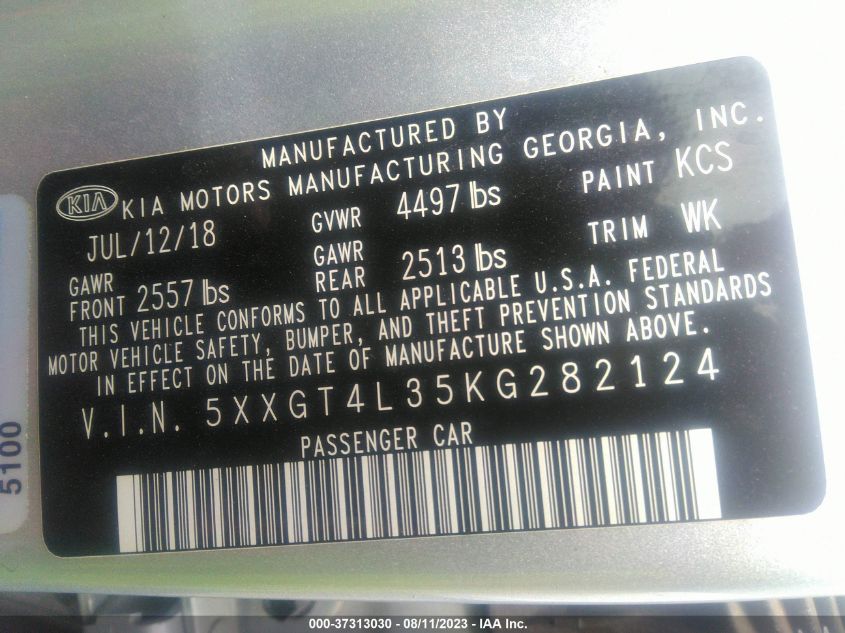 MANUFACTURED BY
KIA KIA MOTORS MANUFACTURING GEORGIA, INC.
JUL/12/18 GVWR 4497 lbs PAINT KCS
GAWR FRONT 2557 lbs GAWR REAR 2513 lbs TRIM WK
THIS VEHICLE CONFORMS TO ALL APPLICABLE U.S.A. FEDERAL
MOTOR VEHICLE SAFETY, BUMPER, AND THEFT PREVENTION STANDARDS
IN EFFECT ON THE DATE OF MANUFACTURE SHOWN ABOVE.
V.I.N. 5XXGT4L35KG282124
PASSENGER CAR
5100
000-37313030 - 08/11/2023 - © IAA Inc.